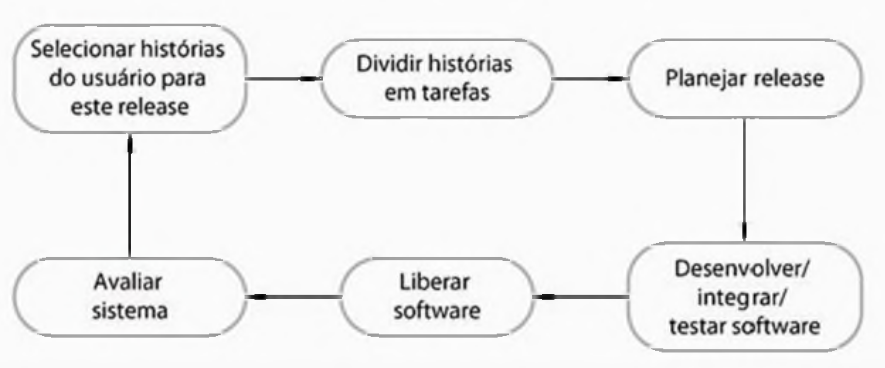 Selecionar histórias
do usuário para
este release
Dividir histórias
em tarefas
Planejar release
Desenvolver/
integrar/
testar software
Liberar
software
Avaliar
sistema